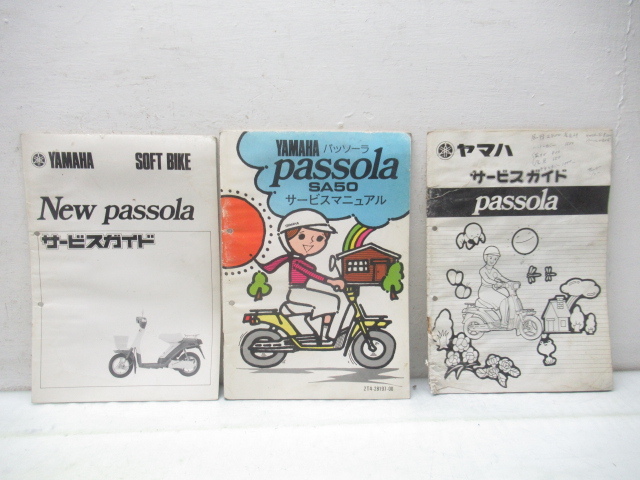 YAMAHA SOFT BIKE
New passola
サービスガイド
YAMAHA パッソーラ
passola
SA50
サービスマニュアル
ヤマハ
サービスガイド
passola